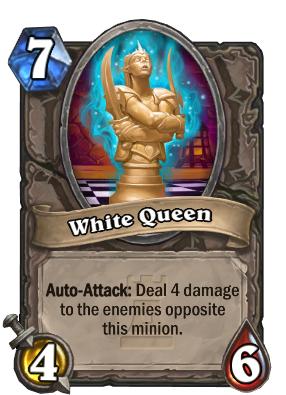 7
White Queen
Auto-Attack: Deal 4 damage
to the enemies opposite
this minion.
4
6